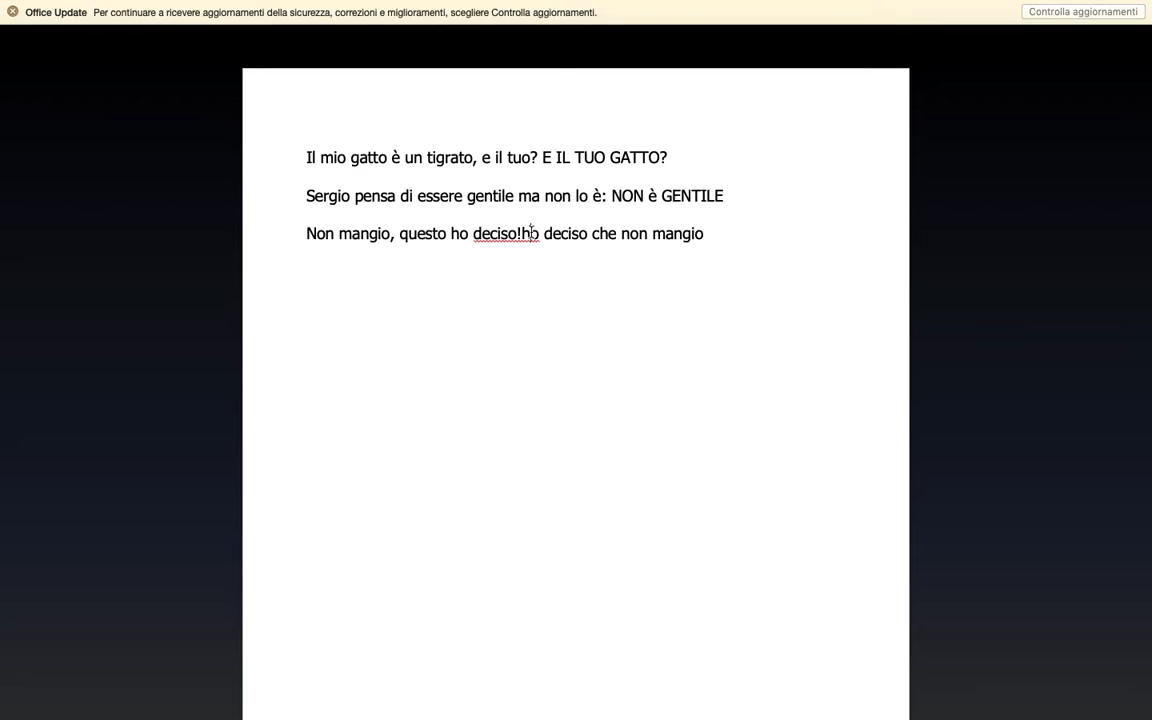 Office Update Per continuare a ricevere aggiornamenti della sicurezza, correzioni e miglioramenti, scegliere Controlla aggiornamenti. Controlla aggiornamenti
Il mio gatto è un tigrato, e il tuo? E IL TUO GATTO?
Sergio pensa di essere gentile ma non lo è: NON è GENTILE
Non mangio, questo ho deciso!ho deciso che non mangio